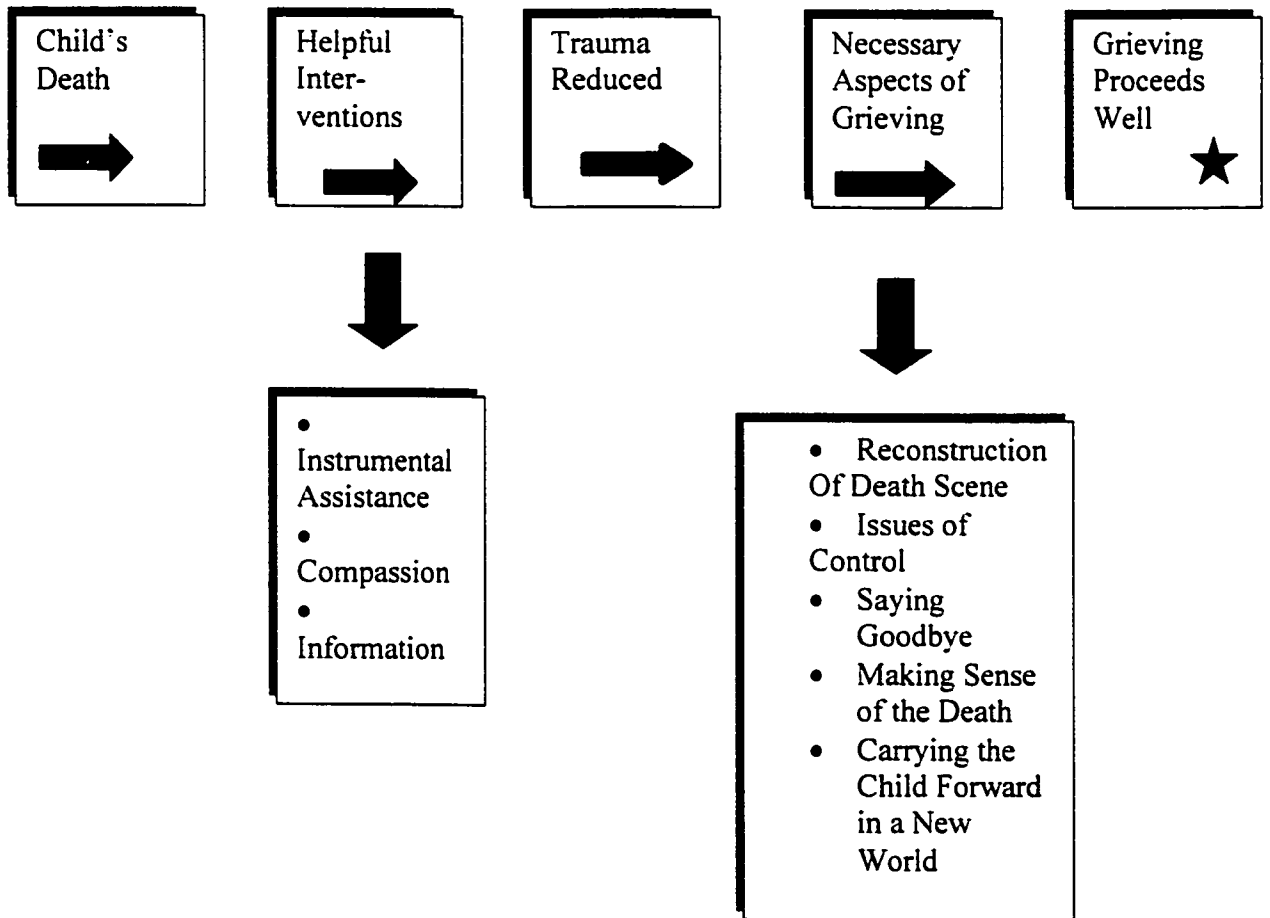 Child's
Death
Helpful
Inter-
ventions
Trauma
Reduced
Necessary
Aspects of
Grieving
Grieving
Proceeds
Well
•
Instrumental
Assistance
•
Compassion
•
Information
• Reconstruction
Of Death Scene
• Issues of
Control
• Saying
Goodbye
• Making Sense
of the Death
• Carrying the
Child Forward
in a New
World